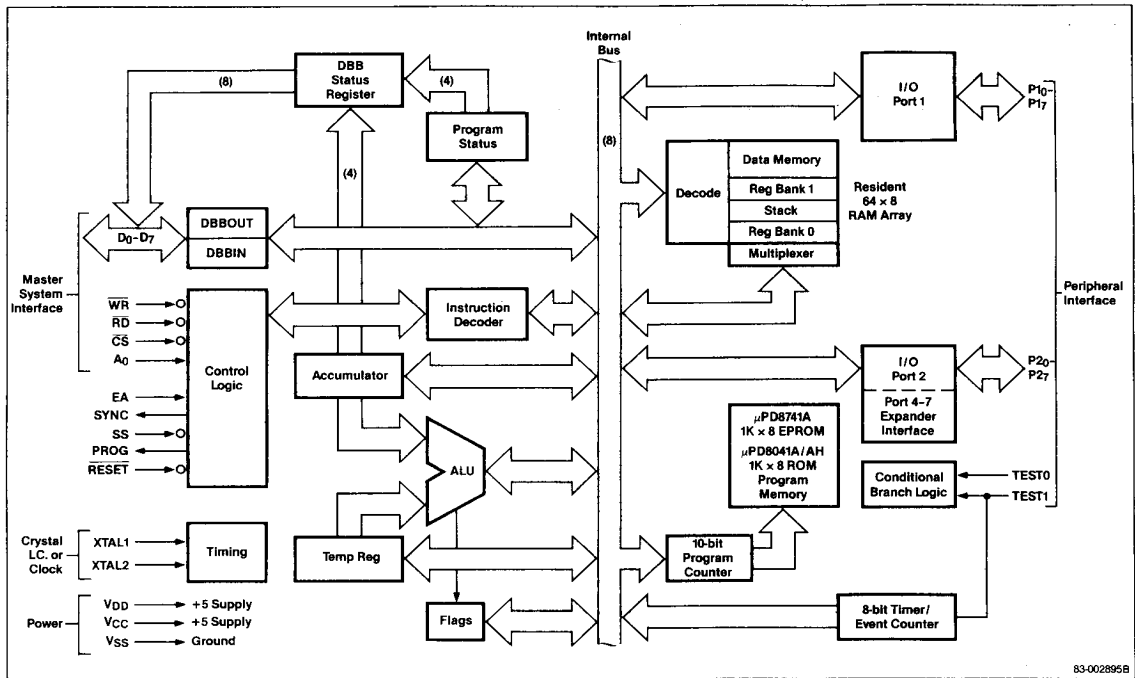 Internal
Bus
(8)
DBB
Status
Register
(8)
(4)
Program
Status
(4)
I/O
Port 1
P10–
P17
Decode
Data Memory
Reg Bank 1
Stack
Reg Bank 0
Multiplexer
Resident
64 × 8
RAM Array
D0–D7
DBBOUT
DBBIN
Master
System
Interface
WR
RD
CS
A0
EA
SYNC
SS
PROG
RESET
Control
Logic
Instruction
Decoder
Accumulator
ALU
Peripheral
Interface
I/O
Port 2
Port 4–7
Expander
Interface
P20–
P27
µPD8741A
1K × 8 EPROM
µPD8041A/AH
1K × 8 ROM
Program
Memory
Conditional
Branch Logic
TEST0
TEST1
Crystal
LC. or
Clock
XTAL1
XTAL2
Timing
Temp Reg
10-bit
Program
Counter
Power
VDD
+5 Supply
VCC
+5 Supply
VSS
Ground
Flags
8-bit Timer/
Event Counter
83-002895B